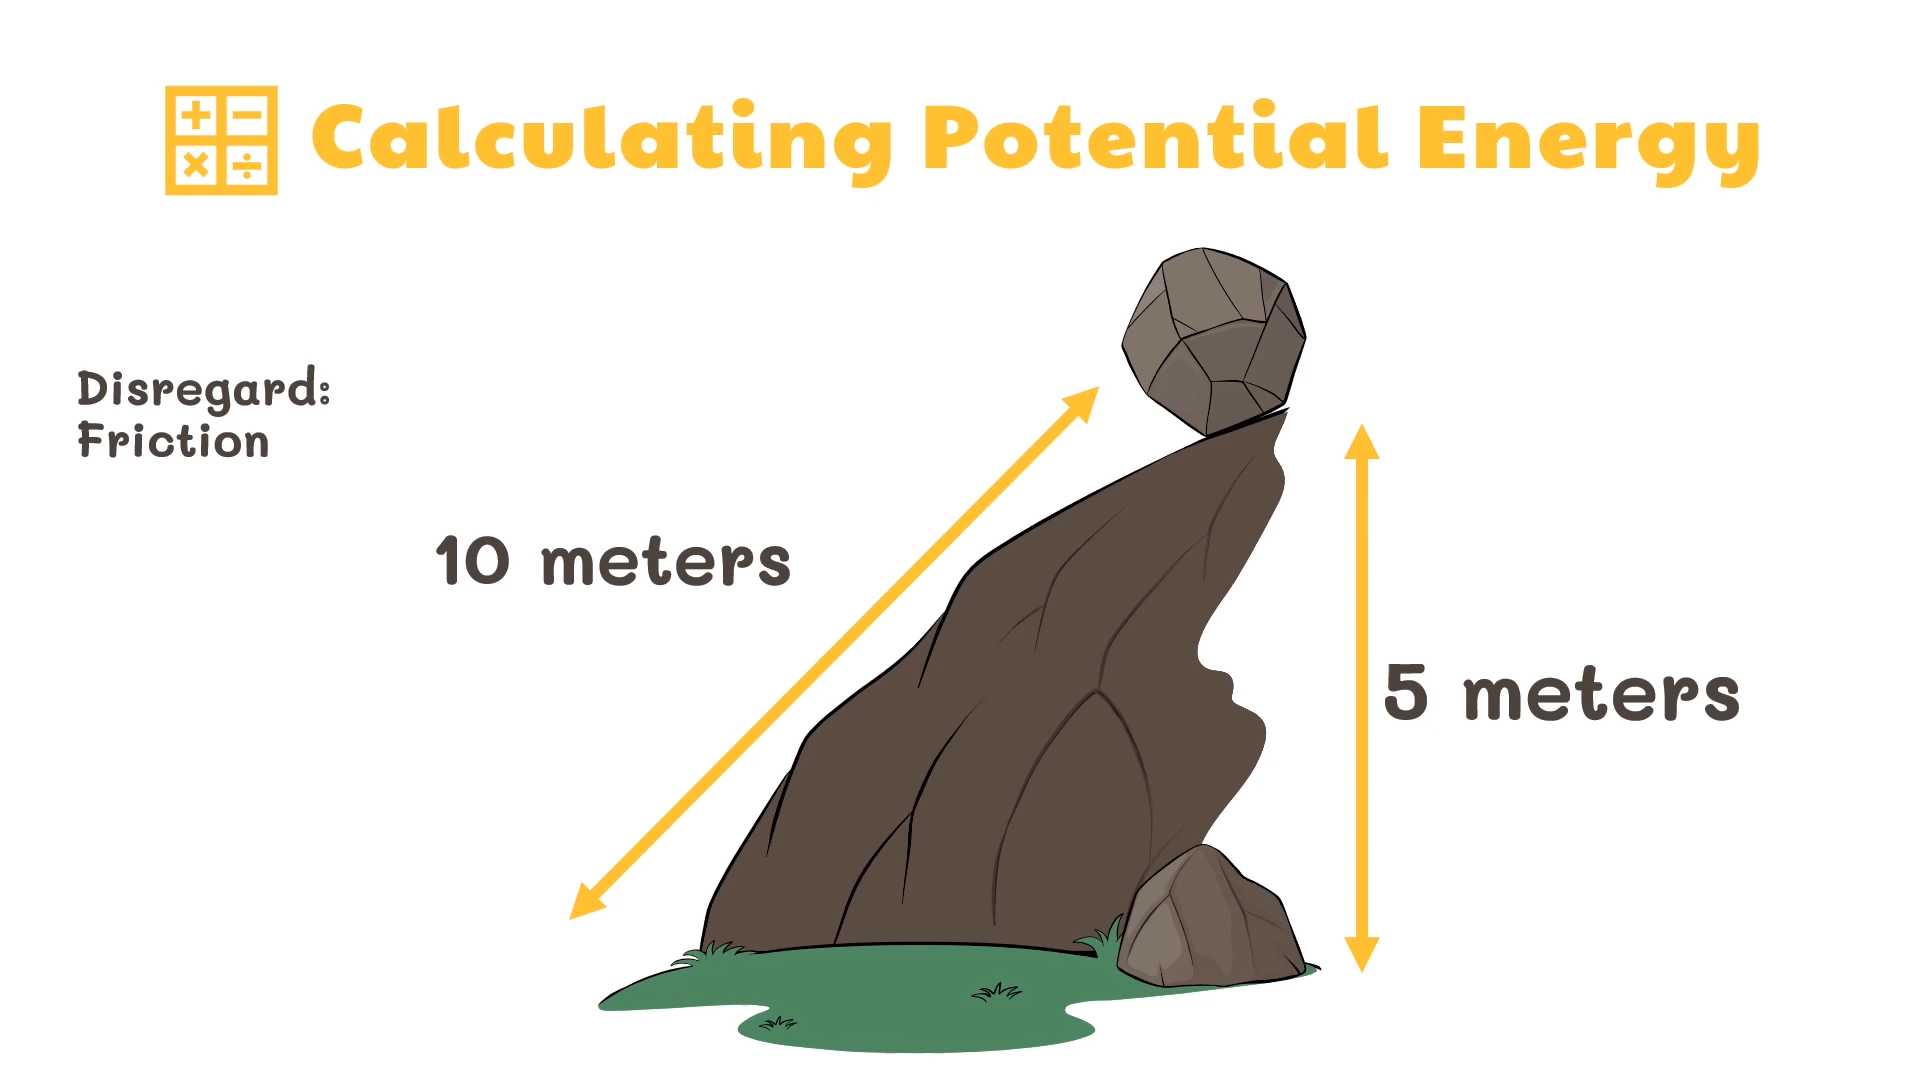 Calculating Potential Energy
Disregard:
Friction
10 meters
5 meters